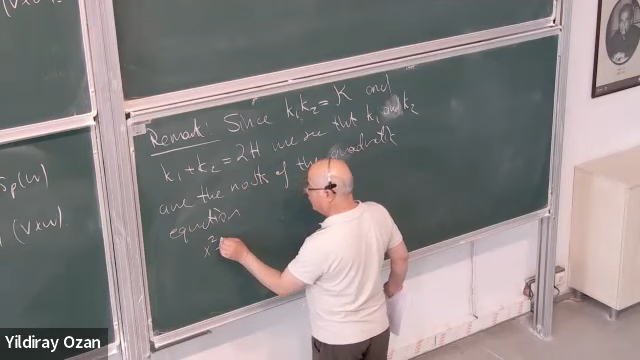 (v×w)
Sp(w)
(v×w).
Remark: Since k₁k₂ = K and
k₁+k₂ = 2H we see that k₁ and k₂
are the roots of the quadratic
equation
x²
Yildiray Ozan